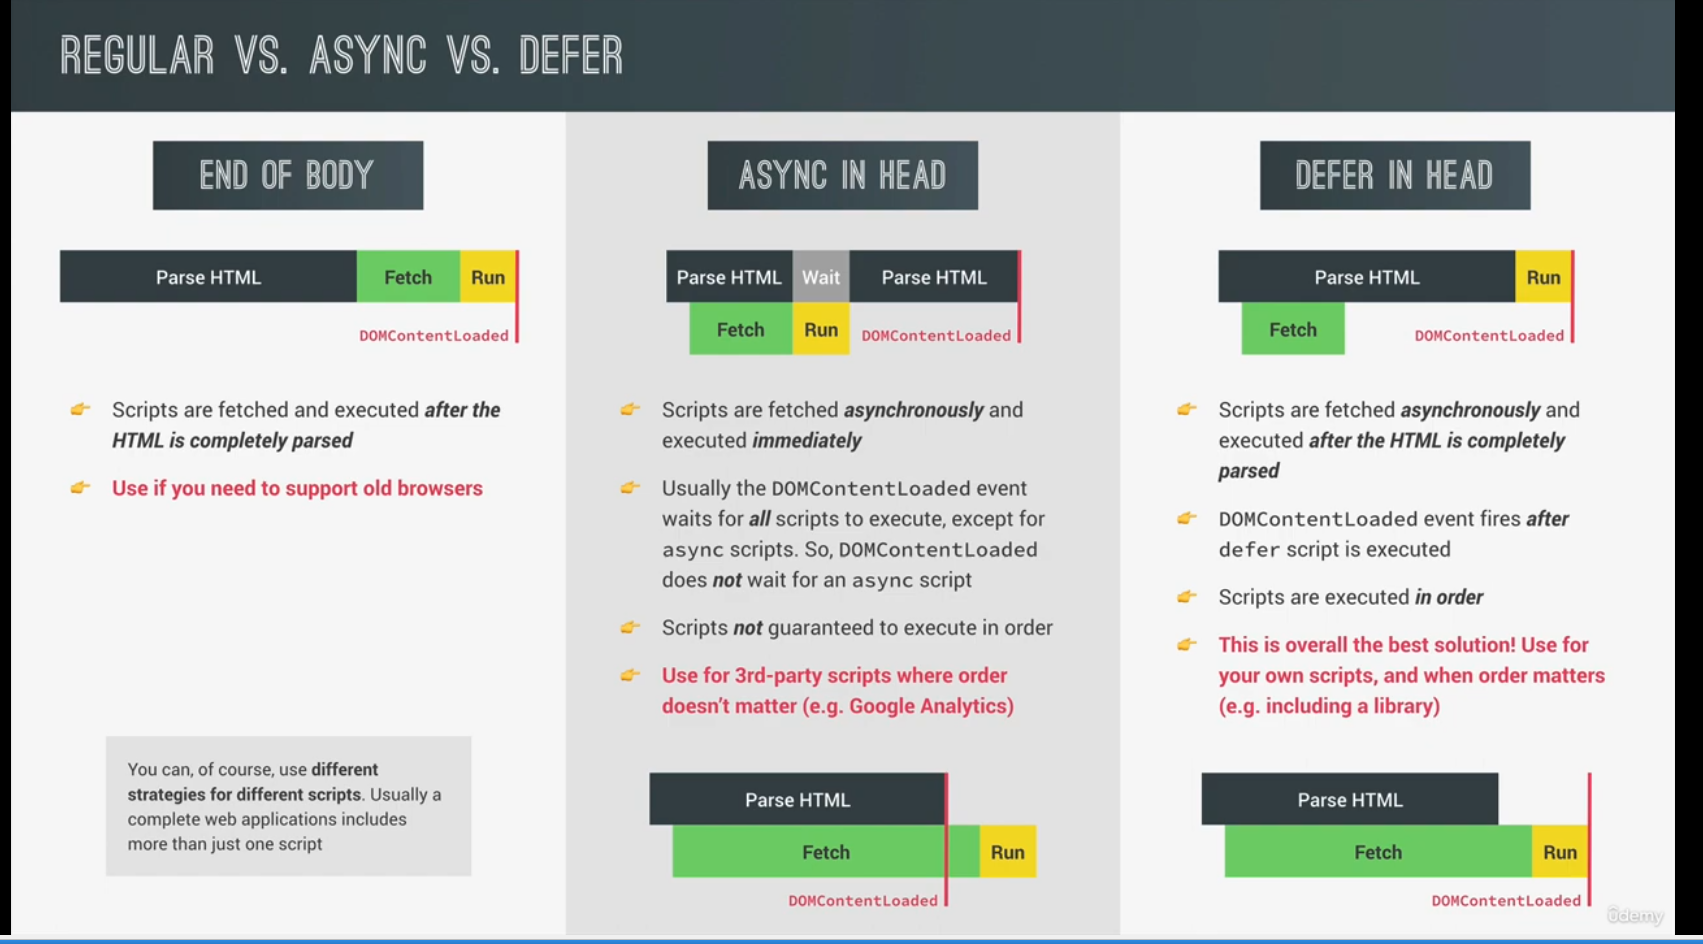 REGULAR VS. ASYNC VS. DEFER
END OF BODY
Parse HTML
Fetch
Run
DOMContentLoaded
Scripts are fetched and executed after the
HTML is completely parsed
Use if you need to support old browsers
You can, of course, use different
strategies for different scripts. Usually a
complete web applications includes
more than just one script
ASYNC IN HEAD
Parse HTML
Wait
Parse HTML
Fetch
Run
DOMContentLoaded
Scripts are fetched asynchronously and
executed immediately
Usually the DOMContentLoaded event
waits for all scripts to execute, except for
async scripts. So, DOMContentLoaded
does not wait for an async script
Scripts not guaranteed to execute in order
Use for 3rd-party scripts where order
doesn't matter (e.g. Google Analytics)
Parse HTML
Fetch
Run
DOMContentLoaded
DEFER IN HEAD
Parse HTML
Run
Fetch
DOMContentLoaded
Scripts are fetched asynchronously and
executed after the HTML is completely
parsed
DOMContentLoaded event fires after
defer script is executed
Scripts are executed in order
This is overall the best solution! Use for
your own scripts, and when order matters
(e.g. including a library)
Parse HTML
Fetch
Run
DOMContentLoaded
ûdemy